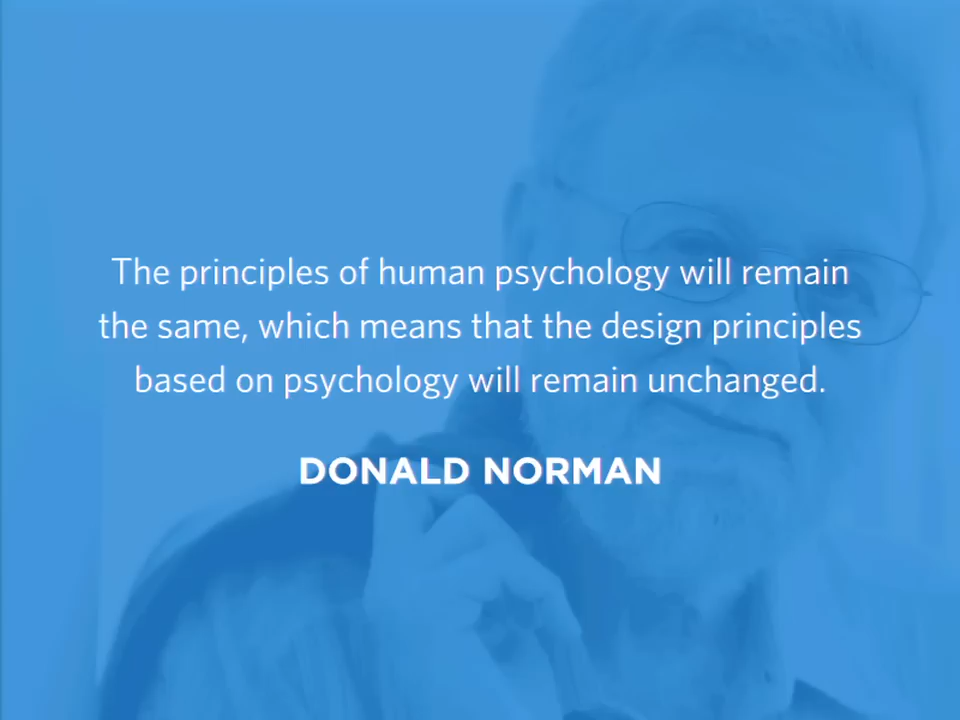 The principles of human psychology will remain
the same, which means that the design principles
based on psychology will remain unchanged.
DONALD NORMAN